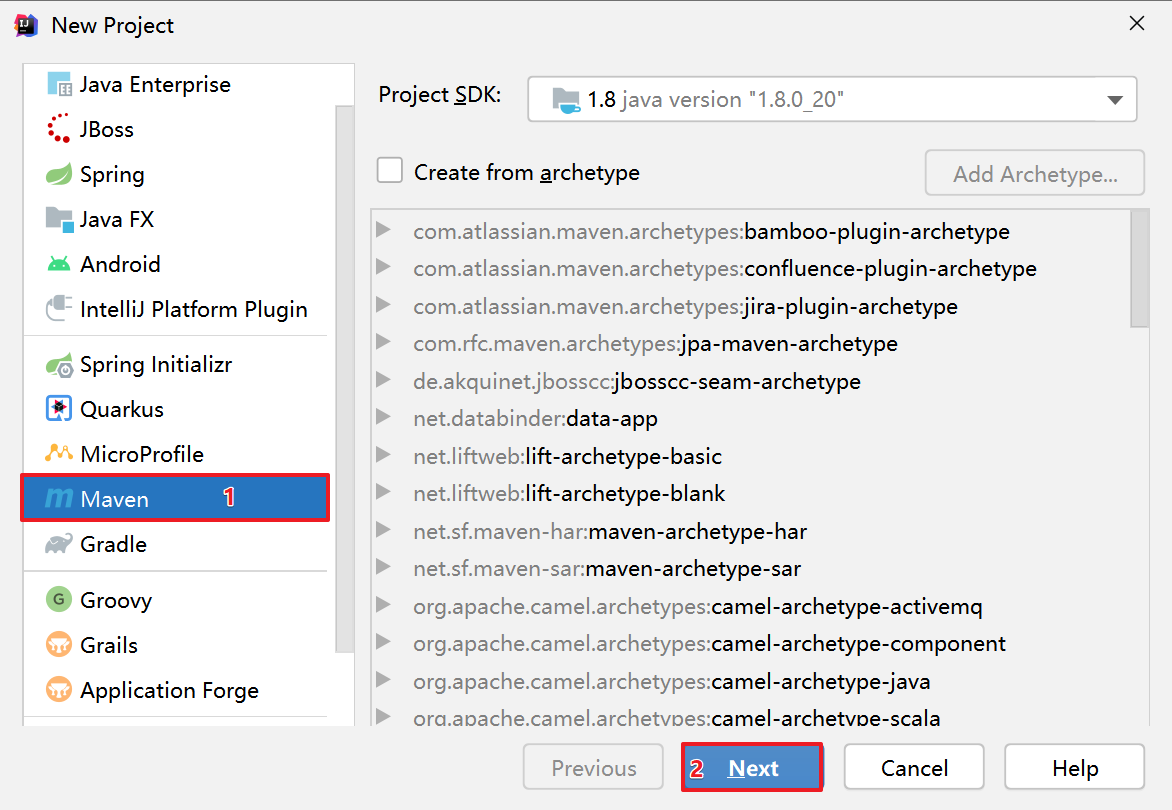 New Project
Java Enterprise
JBoss
Spring
Java FX
Android
IntelliJ Platform Plugin
Spring Initializr
Quarkus
MicroProfile
Maven 1
Gradle
G Groovy
Grails
Application Forge
Project SDK: 1.8 java version "1.8.0_20"
Create from archetype Add Archetype...
com.atlassian.maven.archetypes:bamboo-plugin-archetype
com.atlassian.maven.archetypes:confluence-plugin-archetype
com.atlassian.maven.archetypes:jira-plugin-archetype
com.rfc.maven.archetypes:jpa-maven-archetype
de.akquinet.jbosscc:jbosscc-seam-archetype
net.databinder:data-app
net.liftweb:lift-archetype-basic
net.liftweb:lift-archetype-blank
net.sf.maven-har:maven-archetype-har
net.sf.maven-sar:maven-archetype-sar
org.apache.camel.archetypes:camel-archetype-activemq
org.apache.camel.archetypes:camel-archetype-component
org.apache.camel.archetypes:camel-archetype-java
org.apache.camel.archetypes:camel-archetype-scala
Previous 2 Next Cancel Help